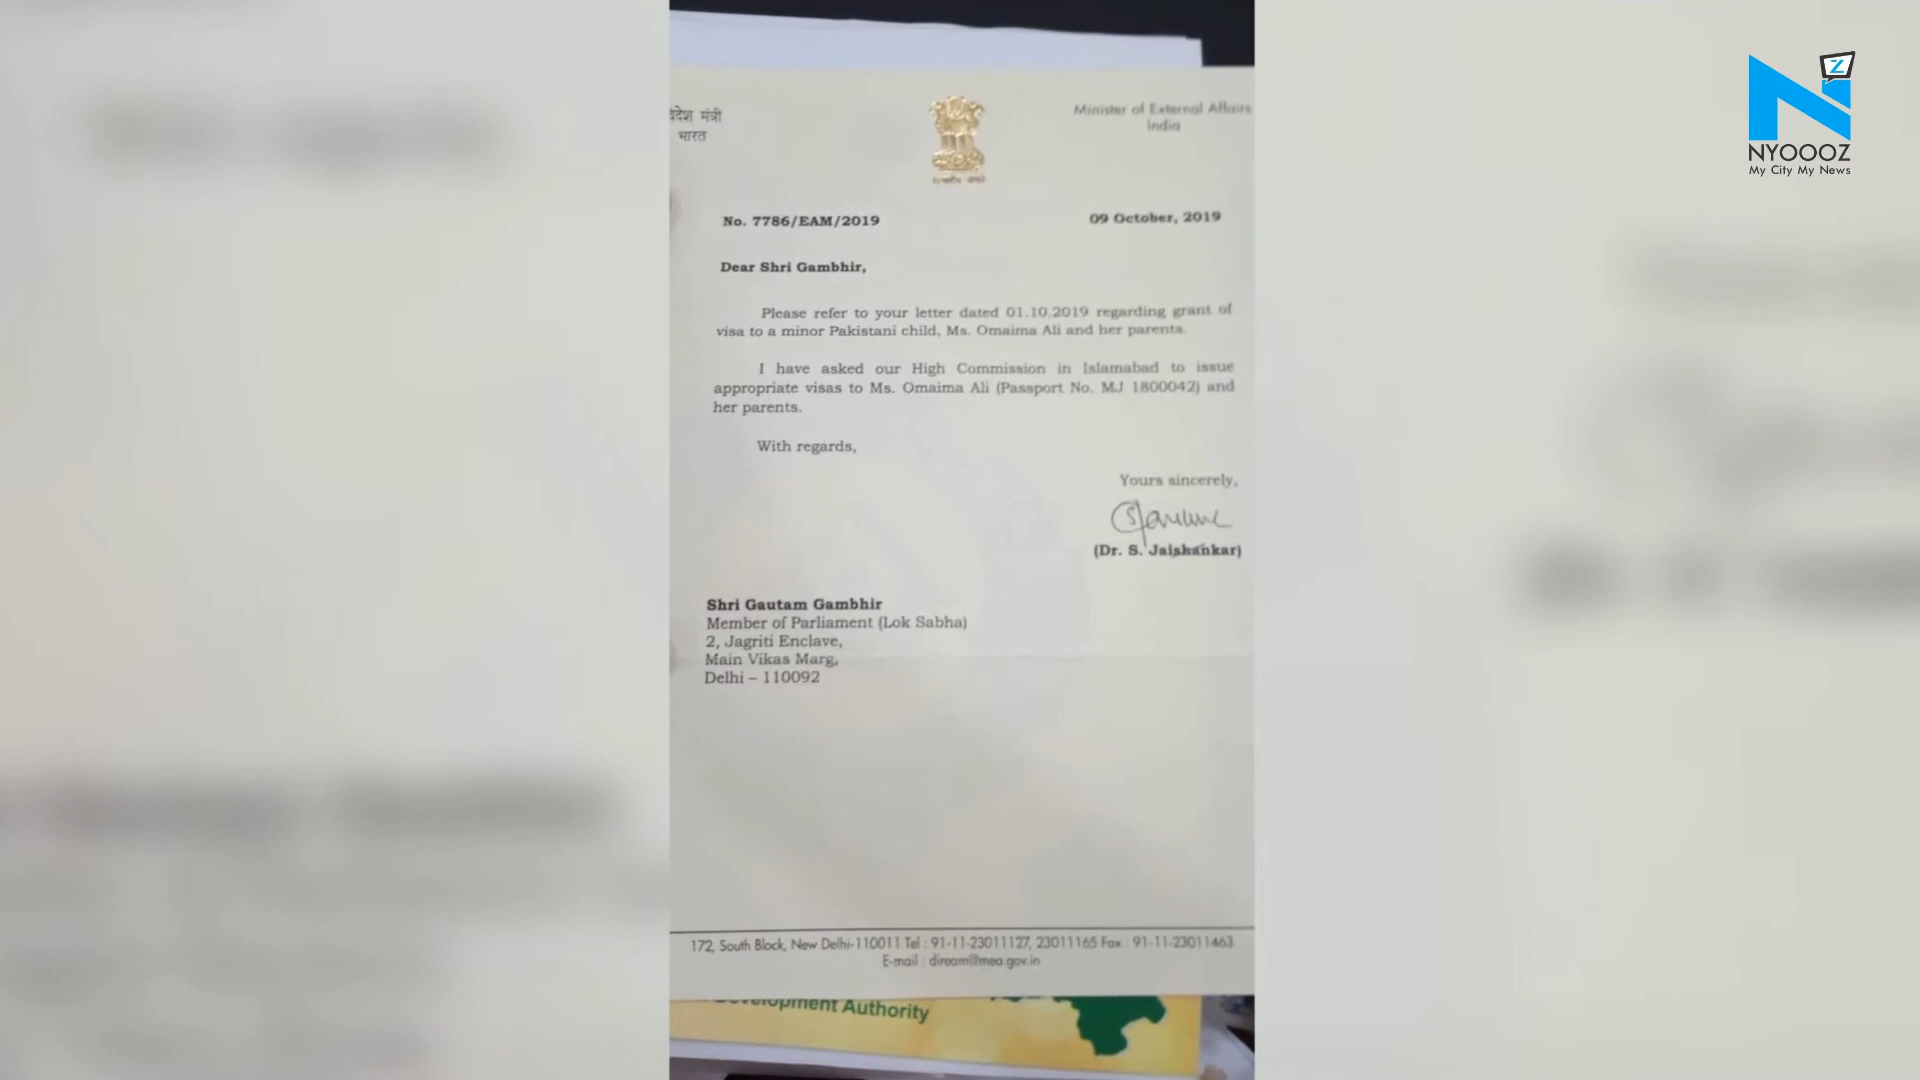 NYOOOZ
My City My News
विदेश मंत्री
भारत
Minister of External Affairs
India
No. 7786/EAM/2019
09 October, 2019
Dear Shri Gambhir,
Please refer to your letter dated 01.10.2019 regarding grant of
visa to a minor Pakistani child, Ms. Omaima Ali and her parents.
I have asked our High Commission in Islamabad to issue
appropriate visas to Ms. Omaima Ali (Passport No. MJ 1800042) and
her parents.
With regards,
Yours sincerely,
(Dr. S. Jaishankar)
Shri Gautam Gambhir
Member of Parliament (Lok Sabha)
2, Jagriti Enclave,
Main Vikas Marg,
Delhi – 110092
172, South Block, New Delhi-110011 Tel : 91-11-23011127, 23011165 Fax : 91-11-23011463
E-mail : diream@mea.gov.in
Development Authority